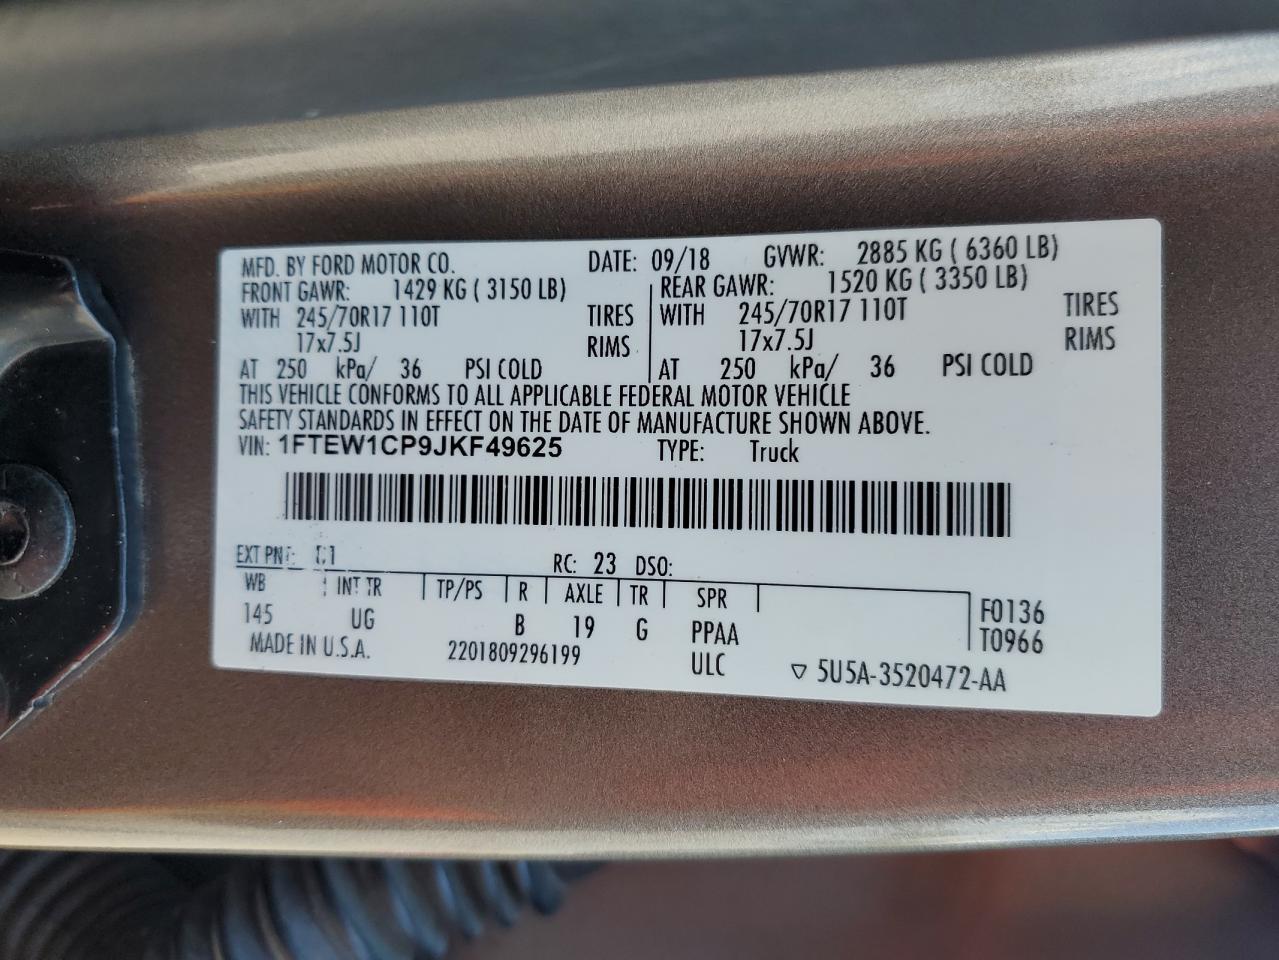 MFD. BY FORD MOTOR CO. DATE: 09/18 GVWR: 2885 KG ( 6360 LB)
FRONT GAWR: 1429 KG ( 3150 LB) REAR GAWR: 1520 KG ( 3350 LB)
WITH 245/70R17 110T TIRES WITH 245/70R17 110T TIRES
17x7.5J RIMS 17x7.5J RIMS
AT 250 kPa/ 36 PSI COLD AT 250 kPa/ 36 PSI COLD
THIS VEHICLE CONFORMS TO ALL APPLICABLE FEDERAL MOTOR VEHICLE
SAFETY STANDARDS IN EFFECT ON THE DATE OF MANUFACTURE SHOWN ABOVE.
VIN: 1FTEW1CP9JKF49625 TYPE: Truck
EXT PNT: RC: 23 DSO:
WB INT TR TP/PS R AXLE TR SPR F0136
145 UG B 19 G PPAA T0966
MADE IN U.S.A. 2201809296199 ULC ▽ 5U5A-3520472-AA